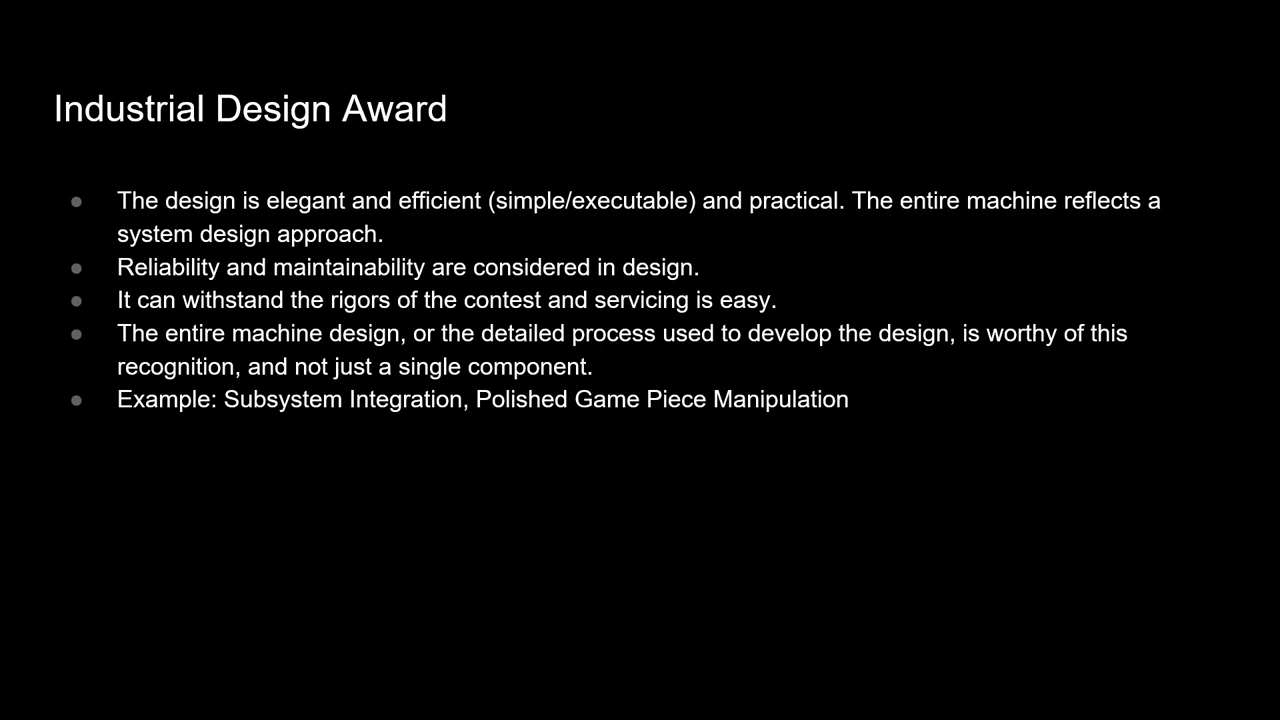 Industrial Design Award
● The design is elegant and efficient (simple/executable) and practical. The entire machine reflects a
system design approach.
● Reliability and maintainability are considered in design.
● It can withstand the rigors of the contest and servicing is easy.
● The entire machine design, or the detailed process used to develop the design, is worthy of this
recognition, and not just a single component.
● Example: Subsystem Integration, Polished Game Piece Manipulation